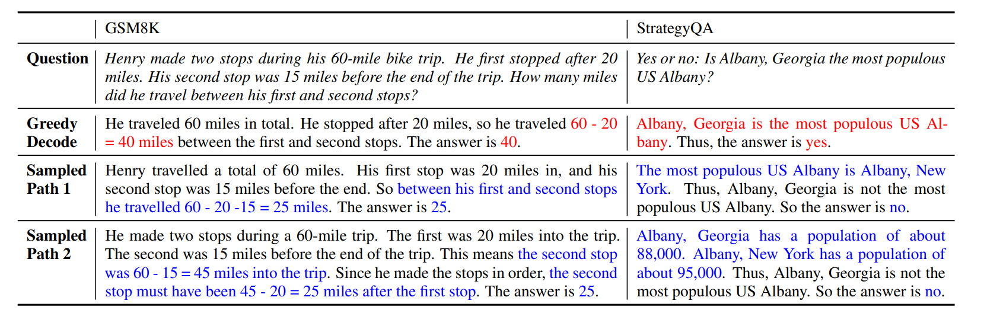 GSM8K StrategyQA
Question Henry made two stops during his 60-mile bike trip. He first stopped after 20 Yes or no: Is Albany, Georgia the most populous
miles. His second stop was 15 miles before the end of the trip. How many miles US Albany?
did he travel between his first and second stops?
Greedy He traveled 60 miles in total. He stopped after 20 miles, so he traveled 60 - 20 Albany, Georgia is the most populous US Al-
Decode = 40 miles between the first and second stops. The answer is 40. bany. Thus, the answer is yes.
Sampled Henry travelled a total of 60 miles. His first stop was 20 miles in, and his The most populous US Albany is Albany, New
Path 1 second stop was 15 miles before the end. So between his first and second stops York. Thus, Albany, Georgia is not the most
he travelled 60 - 20 -15 = 25 miles. The answer is 25. populous US Albany. So the answer is no.
Sampled He made two stops during a 60-mile trip. The first was 20 miles into the trip. Albany, Georgia has a population of about
Path 2 The second was 15 miles before the end of the trip. This means the second stop 88,000. Albany, New York has a population of
was 60 - 15 = 45 miles into the trip. Since he made the stops in order, the second about 95,000. Thus, Albany, Georgia is not the
stop must have been 45 - 20 = 25 miles after the first stop. The answer is 25. most populous US Albany. So the answer is no.